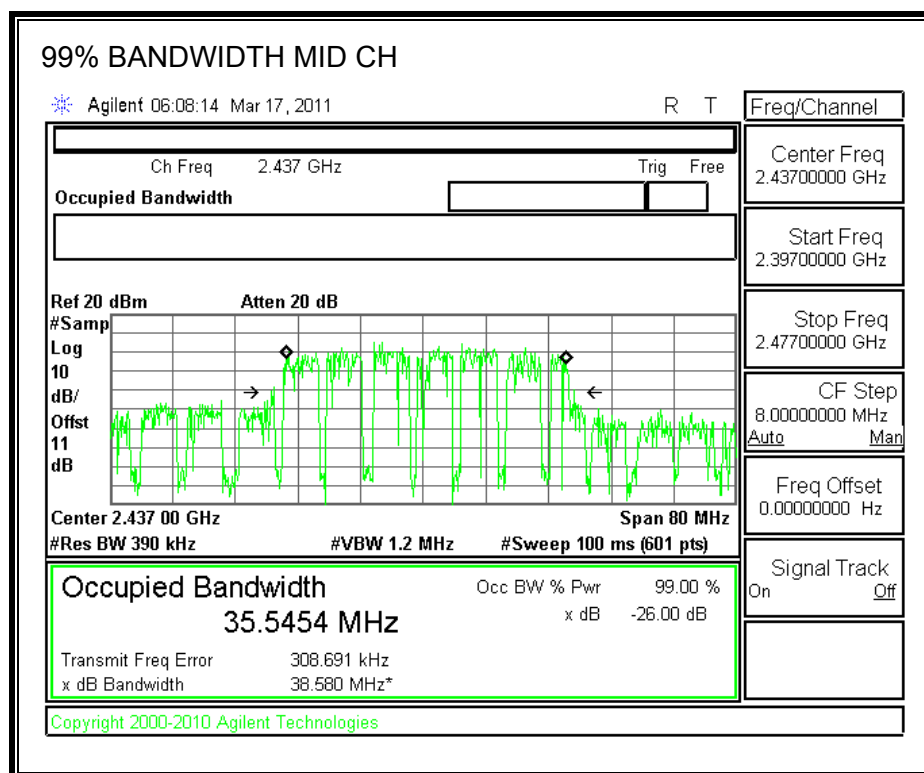 99% BANDWIDTH MID CH
Agilent 06:08:14 Mar 17, 2011 R T
Freq/Channel
Ch Freq 2.437 GHz Trig Free
Occupied Bandwidth
Center Freq
2.43700000 GHz
Start Freq
2.39700000 GHz
Stop Freq
2.47700000 GHz
CF Step
8.00000000 MHz
Auto Man
Freq Offset
0.00000000 Hz
Signal Track
On Off
Ref 20 dBm Atten 20 dB
#Samp
Log
10
dB/
Offst
11
dB
Center 2.437 00 GHz Span 80 MHz
#Res BW 390 kHz #VBW 1.2 MHz #Sweep 100 ms (601 pts)
Occupied Bandwidth Occ BW % Pwr 99.00 %
35.5454 MHz x dB -26.00 dB
Transmit Freq Error 308.691 kHz
x dB Bandwidth 38.580 MHz*
Copyright 2000-2010 Agilent Technologies